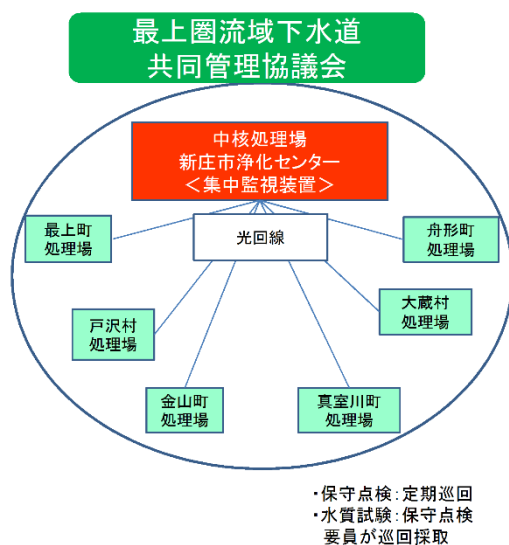 最上圏流域下水道
共同管理協議会
中核処理場
新庄市浄化センター
＜集中監視装置＞
最上町
処理場
光回線
舟形町
処理場
大蔵村
処理場
戸沢村
処理場
金山町
処理場
真室川町
処理場
・保守点検：定期巡回
・水質試験：保守点検
要員が巡回採取